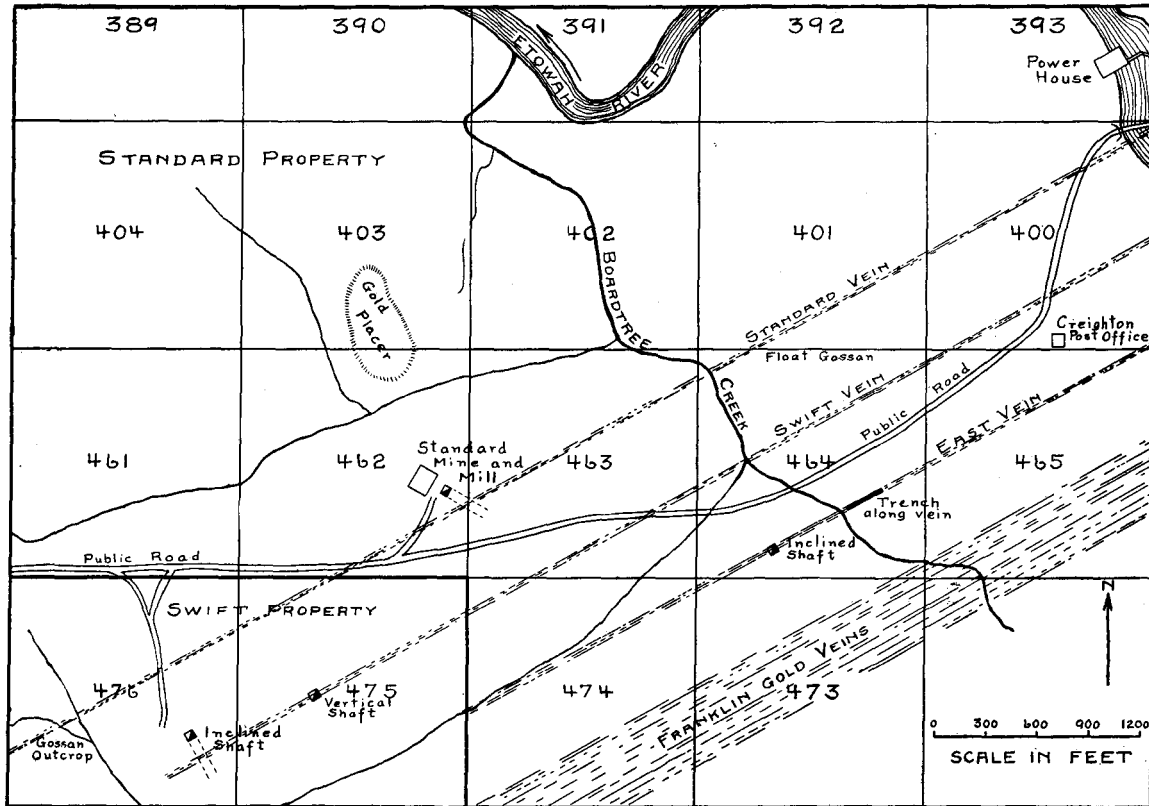 389
390
391
392
393
ETOWAH
RIVER
Power
House
STANDARD PROPERTY
404
403
402
401
400
BOARDTREE
CREEK
Gold
Placer
STANDARD VEIN
Float Gossan
Creighton
Post Office
SWIFT VEIN
Public Road
EAST VEIN
461
462
463
464
465
Standard
Mine and
Mill
Trench
along vein
Inclined
Shaft
Public Road
SWIFT PROPERTY
N
476
475
474
473
Vertical
Shaft
Inclined
Shaft
Gossan
Outcrop
FRANKLIN GOLD VEINS
0 300 600 900 1200
SCALE IN FEET